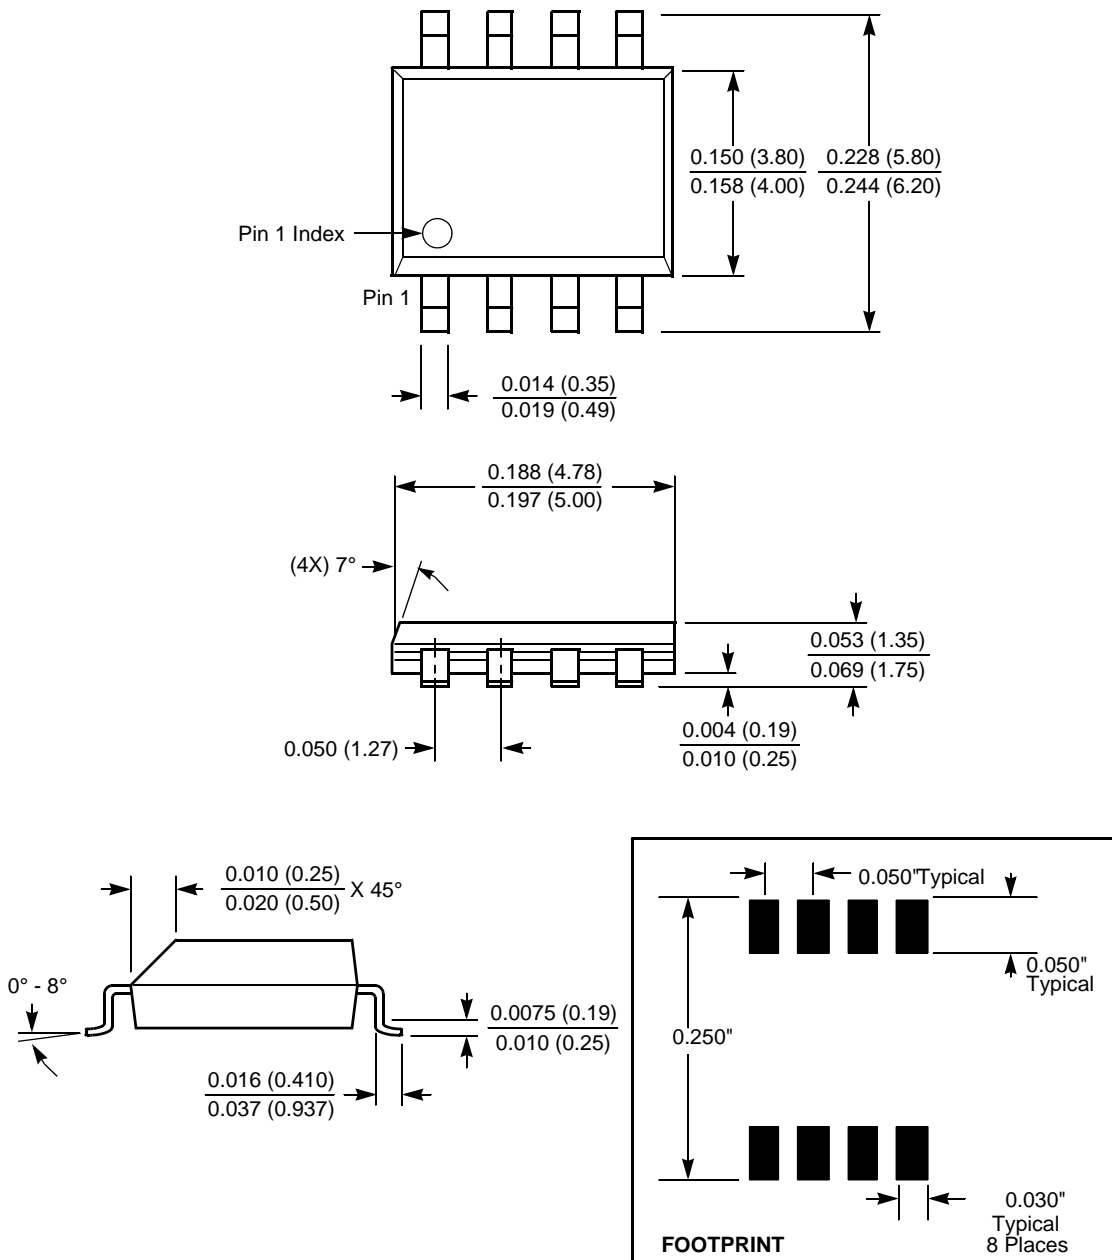 0.150 (3.80) 0.228 (5.80)
0.158 (4.00) 0.244 (6.20)
Pin 1 Index
Pin 1
0.014 (0.35)
0.019 (0.49)
0.188 (4.78)
0.197 (5.00)
(4X) 7°
0.053 (1.35)
0.069 (1.75)
0.004 (0.19)
0.010 (0.25)
0.050 (1.27)
0.010 (0.25)
0.020 (0.50)
X 45°
0° - 8°
0.0075 (0.19)
0.010 (0.25)
0.016 (0.410)
0.037 (0.937)
0.050"Typical
0.050"
Typical
0.250"
0.030"
Typical
8 Places
FOOTPRINT